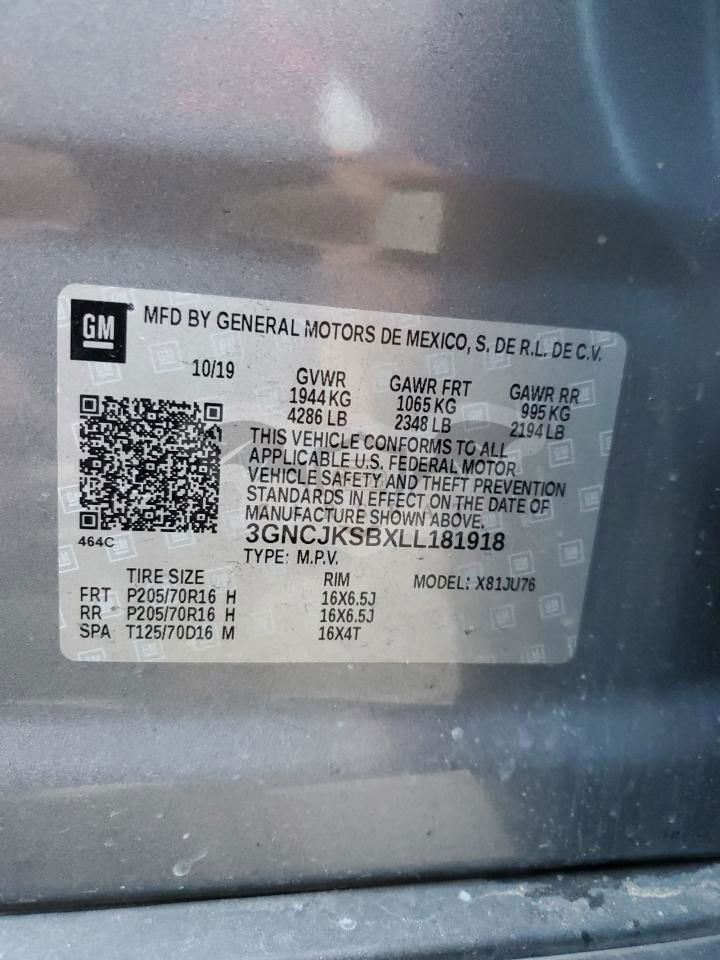 GM ® MFD BY GENERAL MOTORS DE MEXICO, S. DE R.L. DE C.V.
10/19 GVWR GAWR FRT GAWR RR
1944 KG 1065 KG 995 KG
4286 LB 2348 LB 2194 LB
THIS VEHICLE CONFORMS TO ALL
APPLICABLE U.S. FEDERAL MOTOR
VEHICLE SAFETY AND THEFT PREVENTION
STANDARDS IN EFFECT ON THE DATE OF
MANUFACTURE SHOWN ABOVE.
464C 3GNCJKSBXLL181918
TYPE: M.P.V.
TIRE SIZE RIM MODEL: X81JU76
FRT P205/70R16 H 16X6.5J
RR P205/70R16 H 16X6.5J
SPA T125/70D16 M 16X4T